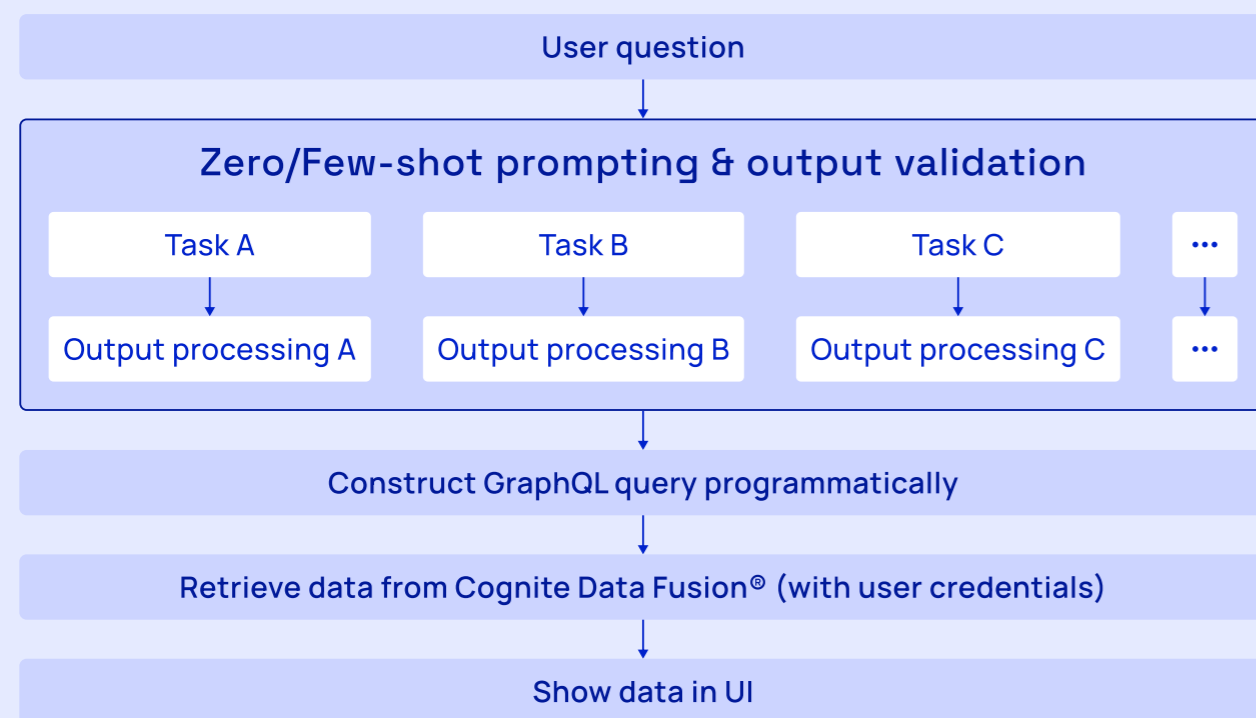 User question
Zero/Few-shot prompting & output validation
Task A
Task B
Task C
...
Output processing A
Output processing B
Output processing C
...
Construct GraphQL query programmatically
Retrieve data from Cognite Data Fusion® (with user credentials)
Show data in UI